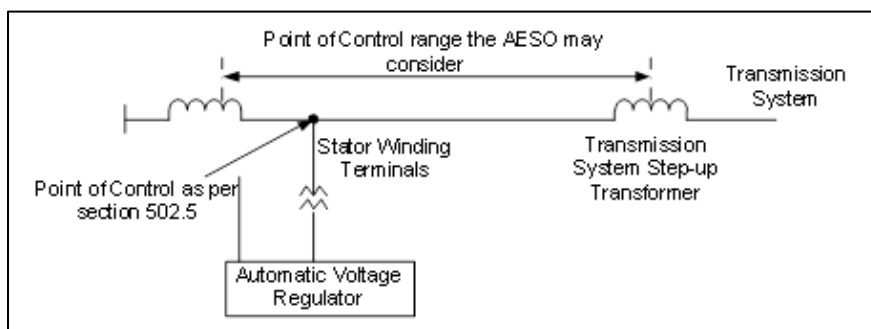 Point of Control range the AESO may
consider
Transmission
System
Stator Winding
Terminals
Transmission
System Step-up
Transformer
Point of Control as per
section 502.5
Automatic Voltage
Regulator